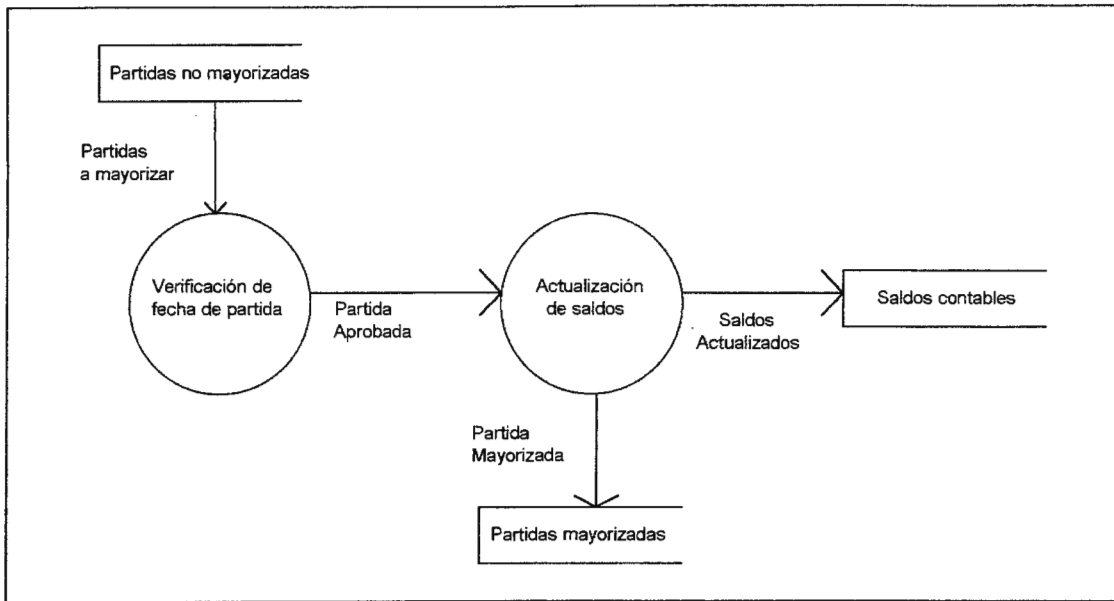 Partidas no mayorizadas
Partidas
a mayorizar
Verificación de
fecha de partida
Partida
Aprobada
Actualización
de saldos
Saldos
Actualizados
Saldos contables
Partida
Mayorizada
Partidas mayorizadas